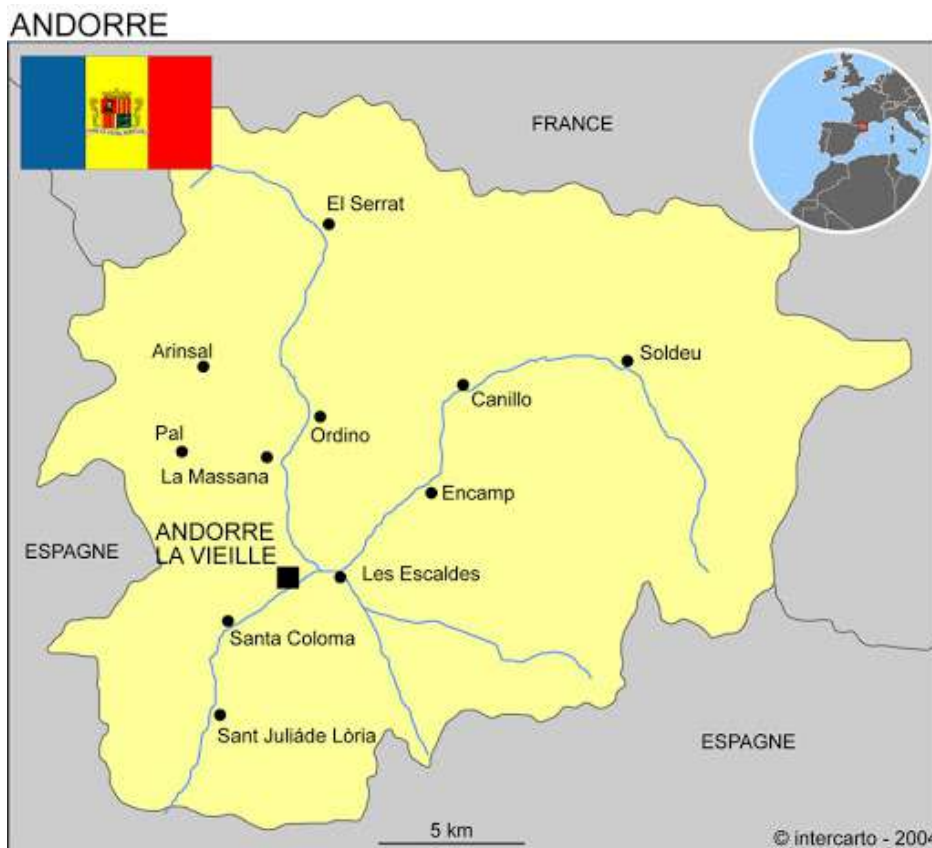 ANDORRE
FRANCE
El Serrat
Arinsal
Soldeu
Canillo
Ordino
Pal
La Massana
Encamp
ANDORRE
LA VIEILLE
ESPAGNE
Les Escaldes
Santa Coloma
Sant Juliáde Lòria
ESPAGNE
5 km
© intercarto - 2004